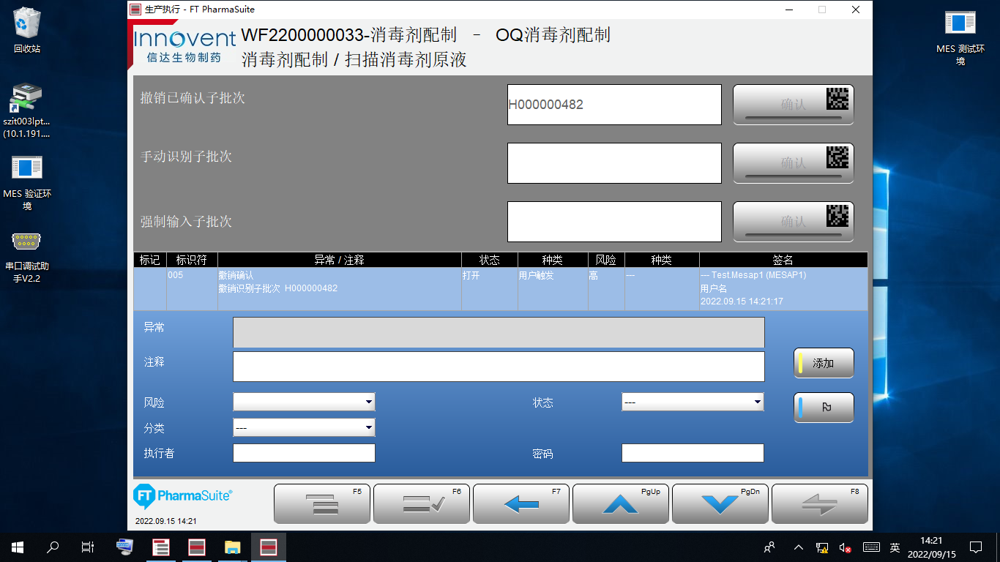 回收站
szit003lpt...
(10.1.191....
MES 验证环
境
串口调试助
手V2.2
MES 测试环
境
生产执行 - FT PharmaSuite
Innovent
信达生物制药
WF2200000033-消毒剂配制 - OQ消毒剂配制
消毒剂配制 / 扫描消毒剂原液
撤销已确认子批次
H000000482
确认
手动识别子批次
确认
强制输入子批次
确认
标记 标识符 异常 / 注释 状态 种类 风险 种类 签名
005 撤销确认 打开 用户触发 高 --- --- Test.Mesap1 (MESAP1)
撤销识别子批次 H000000482 用户名
2022.09.15 14:21:17
异常
注释
添加
风险 状态 ---
分类 ---
执行者 密码
FT PharmaSuite®
2022.09.15 14:21
F5 F6 F7 PgUp PgDn F8
英
14:21
2022/09/15